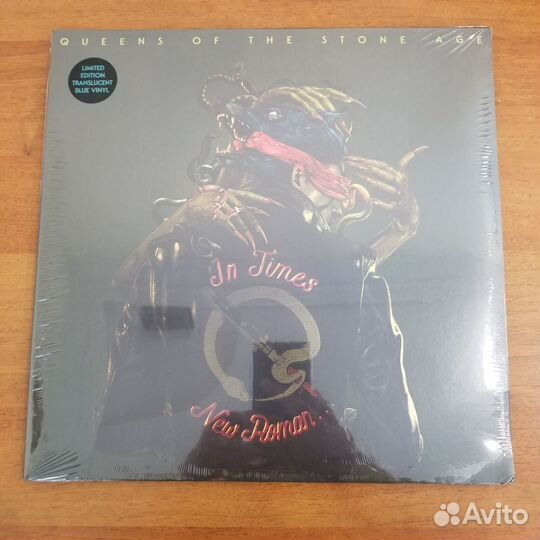 QUEENS OF THE STONE AGE
LIMITED
EDITION
TRANSLUCENT
BLUE VINYL
In Times
New Roman...
Avito